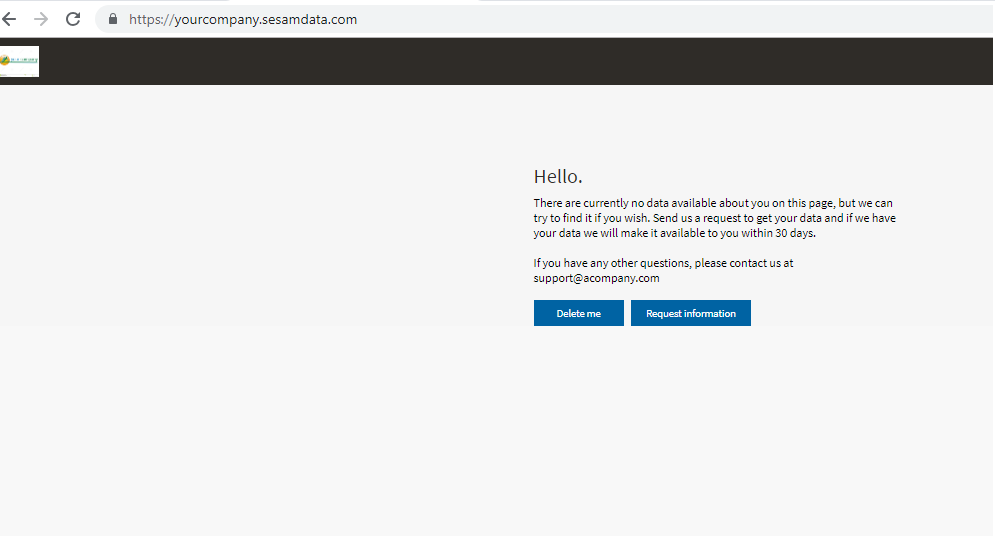 https://yourcompany.sesamdata.com
Hello.
There are currently no data available about you on this page, but we can
try to find it if you wish. Send us a request to get your data and if we have
your data we will make it available to you within 30 days.
If you have any other questions, please contact us at
support@acompany.com
Delete me
Request information